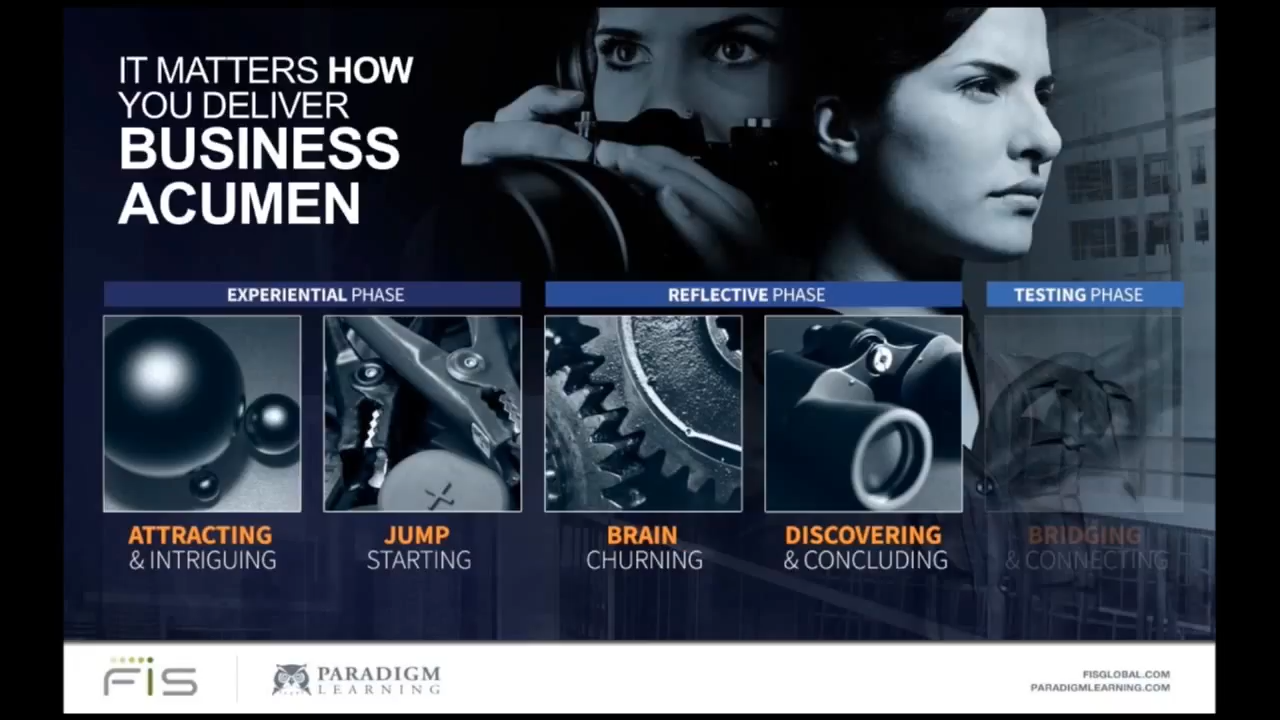 IT MATTERS HOW
YOU DELIVER
BUSINESS
ACUMEN
EXPERIENTIAL PHASE
REFLECTIVE PHASE
TESTING PHASE
ATTRACTING
& INTRIGUING
JUMP
STARTING
BRAIN
CHURNING
DISCOVERING
& CONCLUDING
BRIDGING
& CONNECTING
FIS
PARADIGM
LEARNING
FISGLOBAL.COM
PARADIGMLEARNING.COM